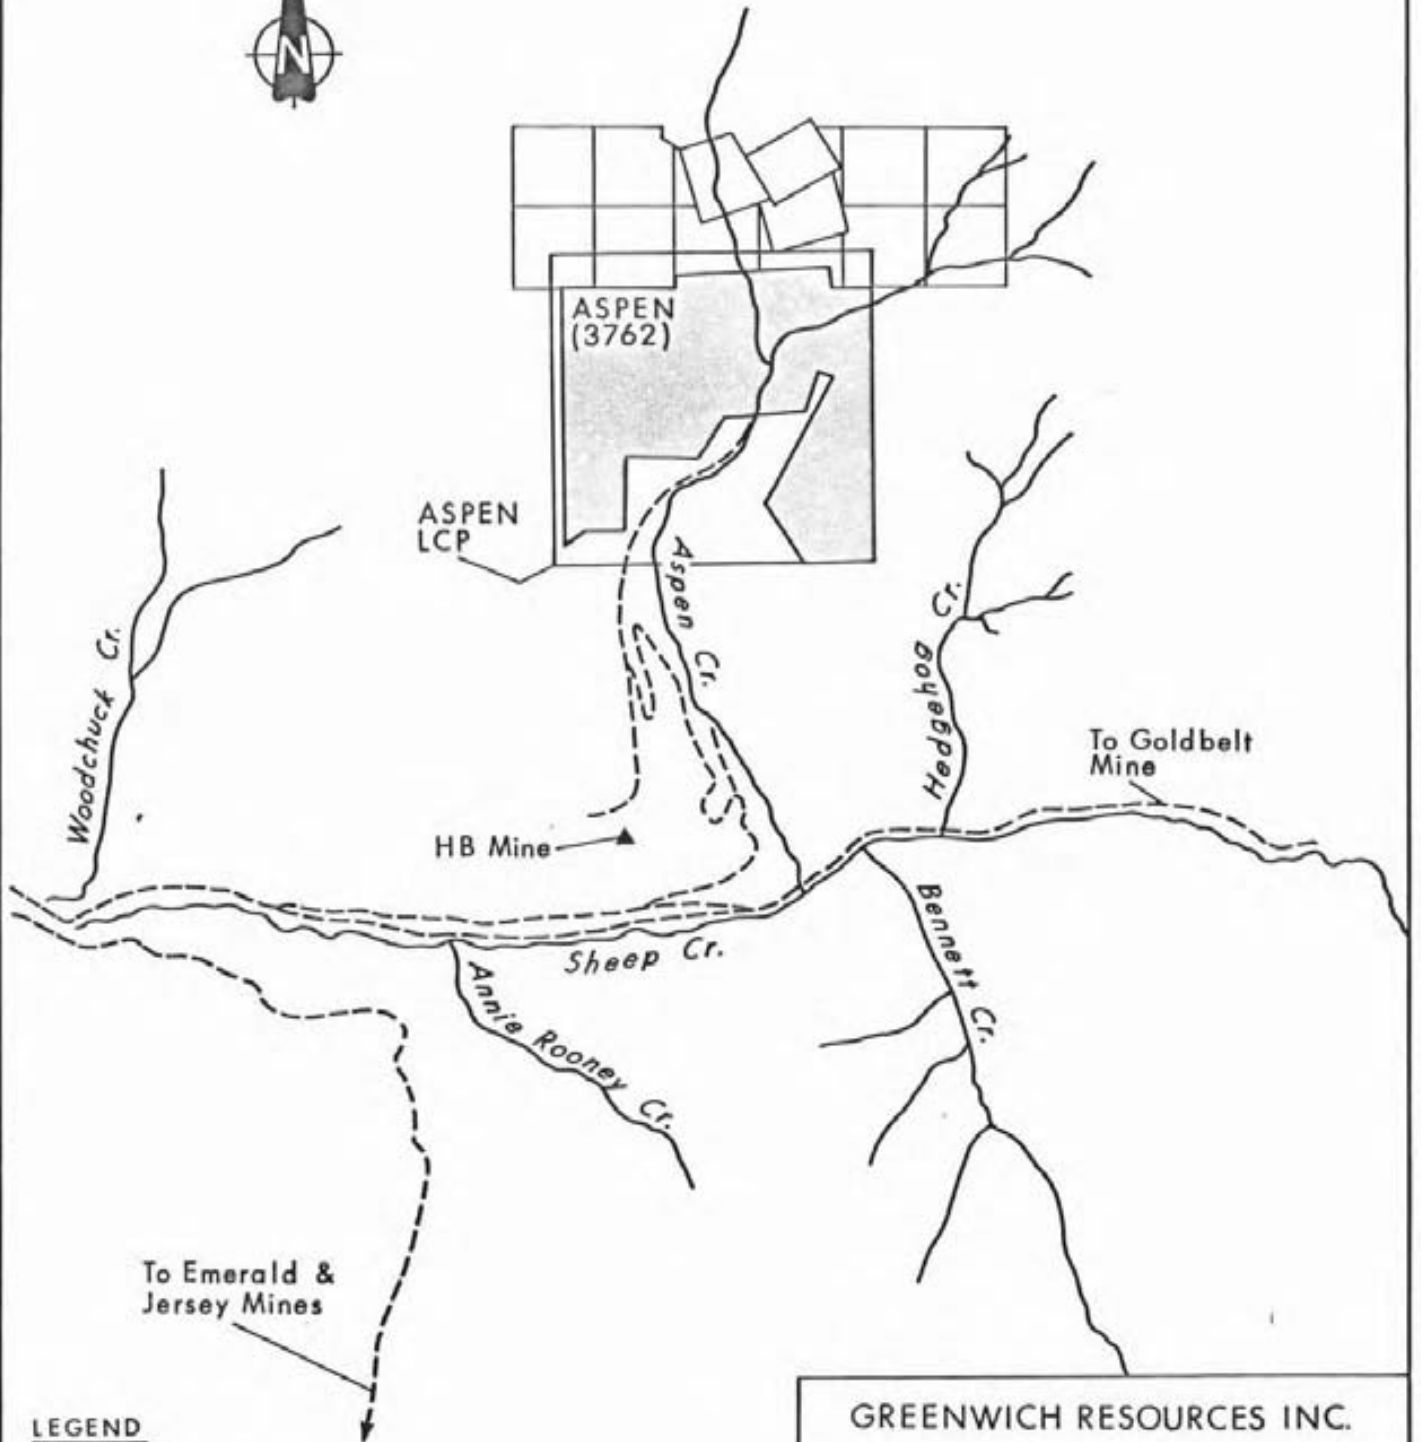 N
ASPEN
(3762)
ASPEN
LCP
Aspen Cr.
Woodchuck Cr.
Hedgehog Cr.
To Goldbelt
Mine
HB Mine
Sheep Cr.
Bennett Cr.
Annie Rooney Cr.
To Emerald &
Jersey Mines
LEGEND
GREENWICH RESOURCES INC.